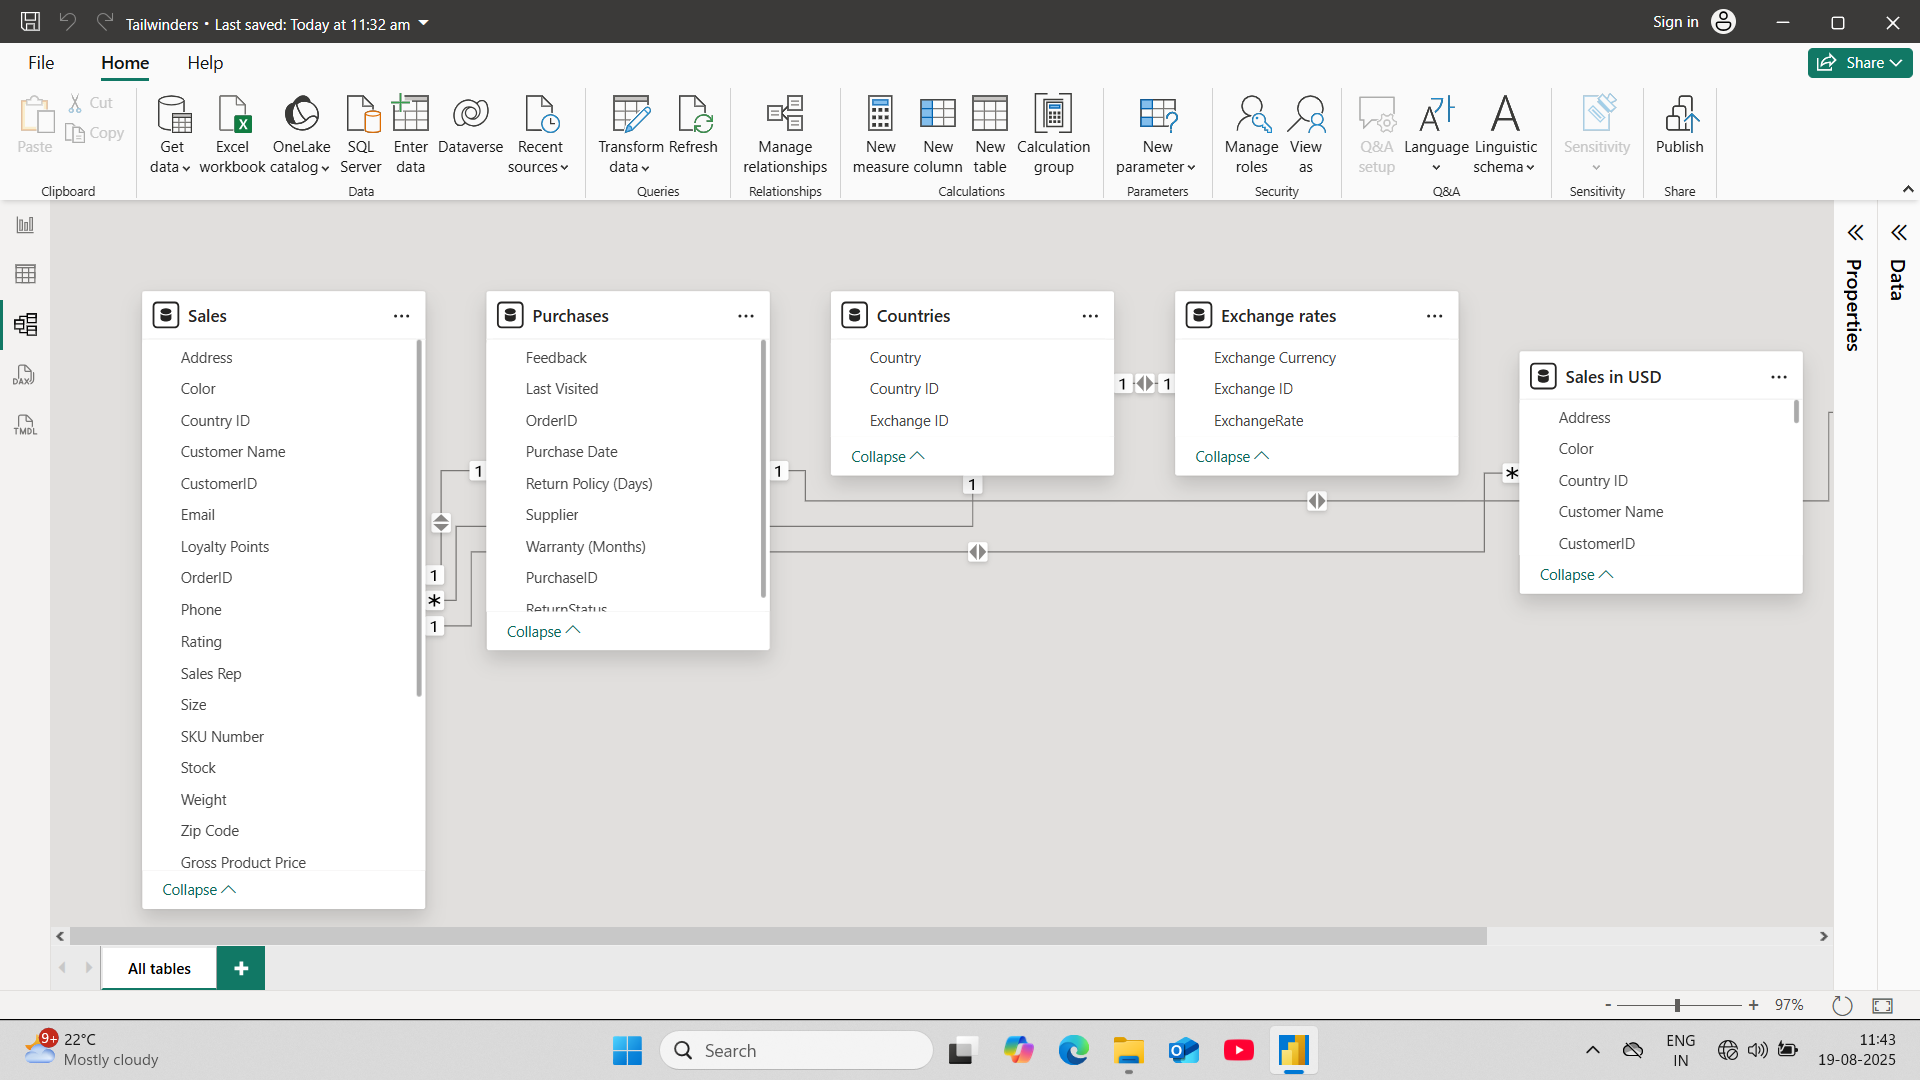 Tailwinders • Last saved: Today at 11:32 am
Sign in
File
Home
Help
Share
Paste
Cut
Copy
Clipboard
Get data
Excel workbook
OneLake catalog
SQL Server
Enter data
Dataverse
Recent sources
Data
Transform data
Refresh
Queries
Manage relationships
Relationships
New measure
New column
New table
Calculation group
Calculations
New parameter
Parameters
Manage roles
View as
Security
Q&A setup
Language
Linguistic schema
Q&A
Sensitivity
Sensitivity
Publish
Share
DAX
TMDL
Sales
Address
Color
Country ID
Customer Name
CustomerID
Email
Loyalty Points
OrderID
Phone
Rating
Sales Rep
Size
SKU Number
Stock
Weight
Zip Code
Gross Product Price
Collapse
1
1
*
1
Purchases
Feedback
Last Visited
OrderID
Purchase Date
Return Policy (Days)
Supplier
Warranty (Months)
PurchaseID
ReturnStatus
Collapse
1
Countries
Country
Country ID
Exchange ID
Collapse
1
1
1
Exchange rates
Exchange Currency
Exchange ID
ExchangeRate
Collapse
*
Sales in USD
Address
Color
Country ID
Customer Name
CustomerID
Collapse
Properties
Data
All tables
+
- + 97%
9+
22°C
Mostly cloudy
Search
ENG
IN
11:43
19-08-2025